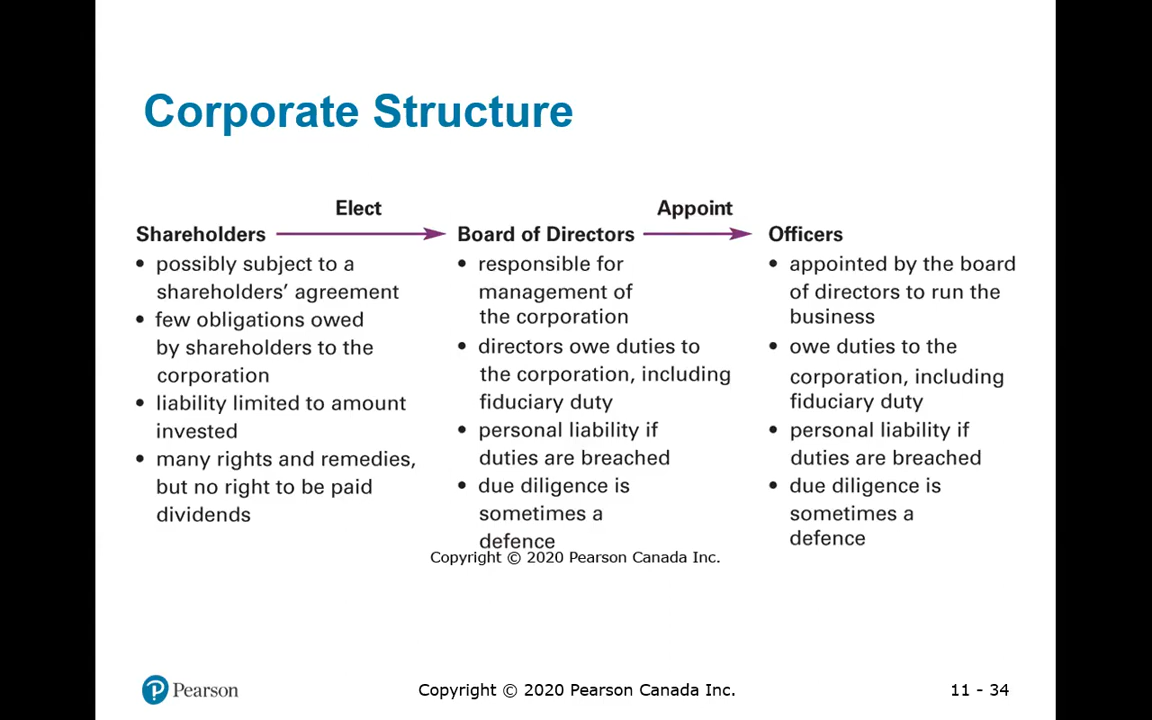 Corporate Structure
Elect
Appoint
Shareholders
Board of Directors
Officers
• possibly subject to a
shareholders’ agreement
• few obligations owed
by shareholders to the
corporation
• liability limited to amount
invested
• many rights and remedies,
but no right to be paid
dividends
• responsible for
management of
the corporation
• directors owe duties to
the corporation, including
fiduciary duty
• personal liability if
duties are breached
• due diligence is
sometimes a
defence
• appointed by the board
of directors to run the
business
• owe duties to the
corporation, including
fiduciary duty
• personal liability if
duties are breached
• due diligence is
sometimes a
defence
Copyright © 2020 Pearson Canada Inc.
P Pearson
Copyright © 2020 Pearson Canada Inc.
11 - 34